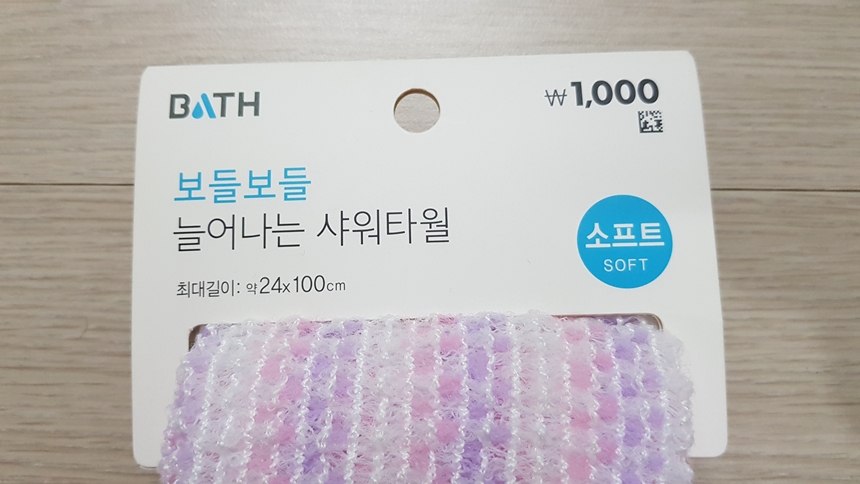 BATH
₩1,000
보들보들
늘어나는 샤워타월
소프트
SOFT
최대길이: 약24x100cm